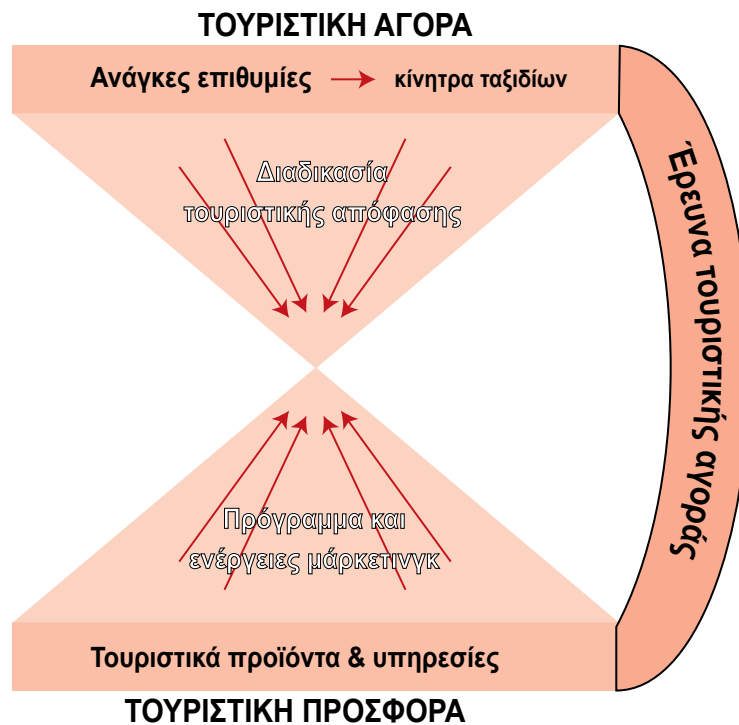 ΤΟΥΡΙΣΤΙΚΗ ΑΓΟΡΑ
Ανάγκες επιθυμίες → κίνητρα ταξιδίων
Διαδικασία
τουριστικής απόφασης
Έρευνα τουριστικής αγοράς
Πρόγραμμα και
ενέργειες μάρκετινγκ
Τουριστικά προϊόντα & υπηρεσίες
ΤΟΥΡΙΣΤΙΚΗ ΠΡΟΣΦΟΡΑ